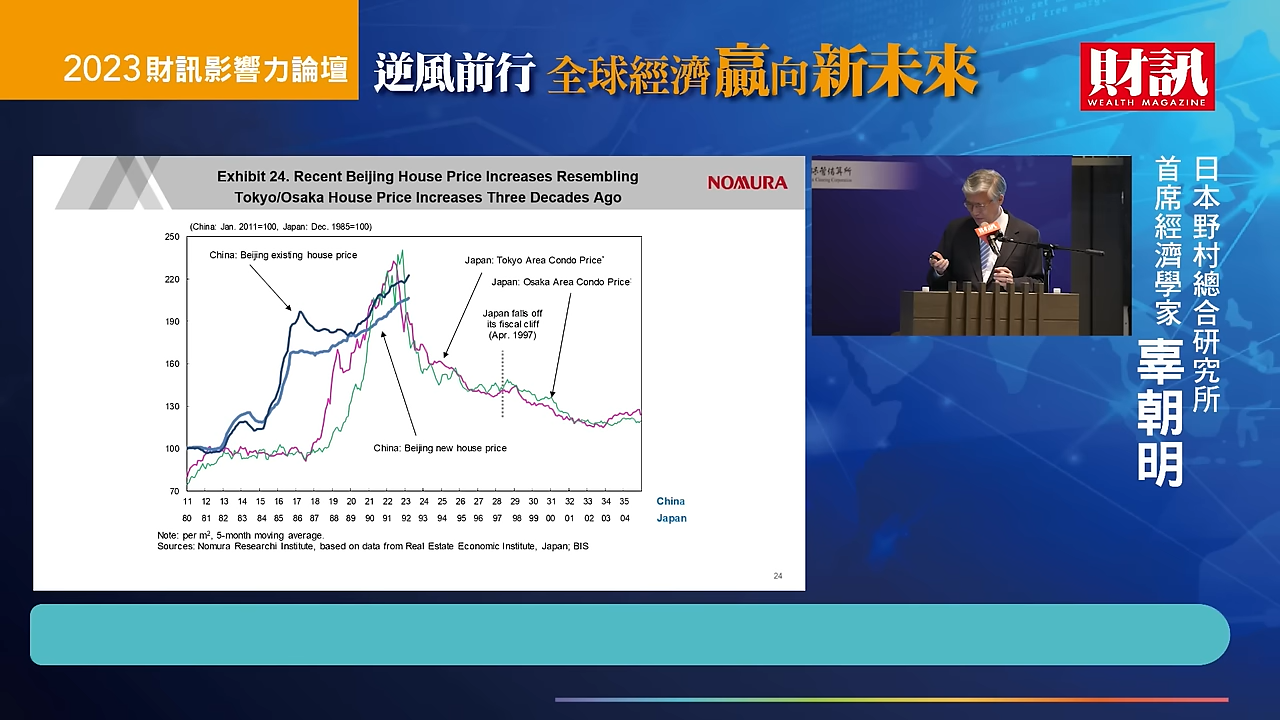 2023財訊影響力論壇
逆風前行 全球經濟贏向新未來
財訊
WEALTH MAGAZINE
Exhibit 24. Recent Beijing House Price Increases Resembling
Tokyo/Osaka House Price Increases Three Decades Ago
NOMURA
(China: Jan. 2011=100, Japan: Dec. 1985=100)
250
220
190
160
130
100
70
China: Beijing existing house price
Japan: Tokyo Area Condo Price*
Japan: Osaka Area Condo Price
Japan falls off
its fiscal cliff
(Apr. 1997)
China: Beijing new house price
11 12 13 14 15 16 17 18 19 20 21 22 23 24 25 26 27 28 29 30 31 32 33 34 35 China
80 81 82 83 84 85 86 87 88 89 90 91 92 93 94 95 96 97 98 99 00 01 02 03 04 Japan
Note: per m², 5-month moving average.
Sources: Nomura Researchi Institute, based on data from Real Estate Economic Institute, Japan; BIS
24
財訊
日本野村總合研究所
首席經濟學家
辜朝明